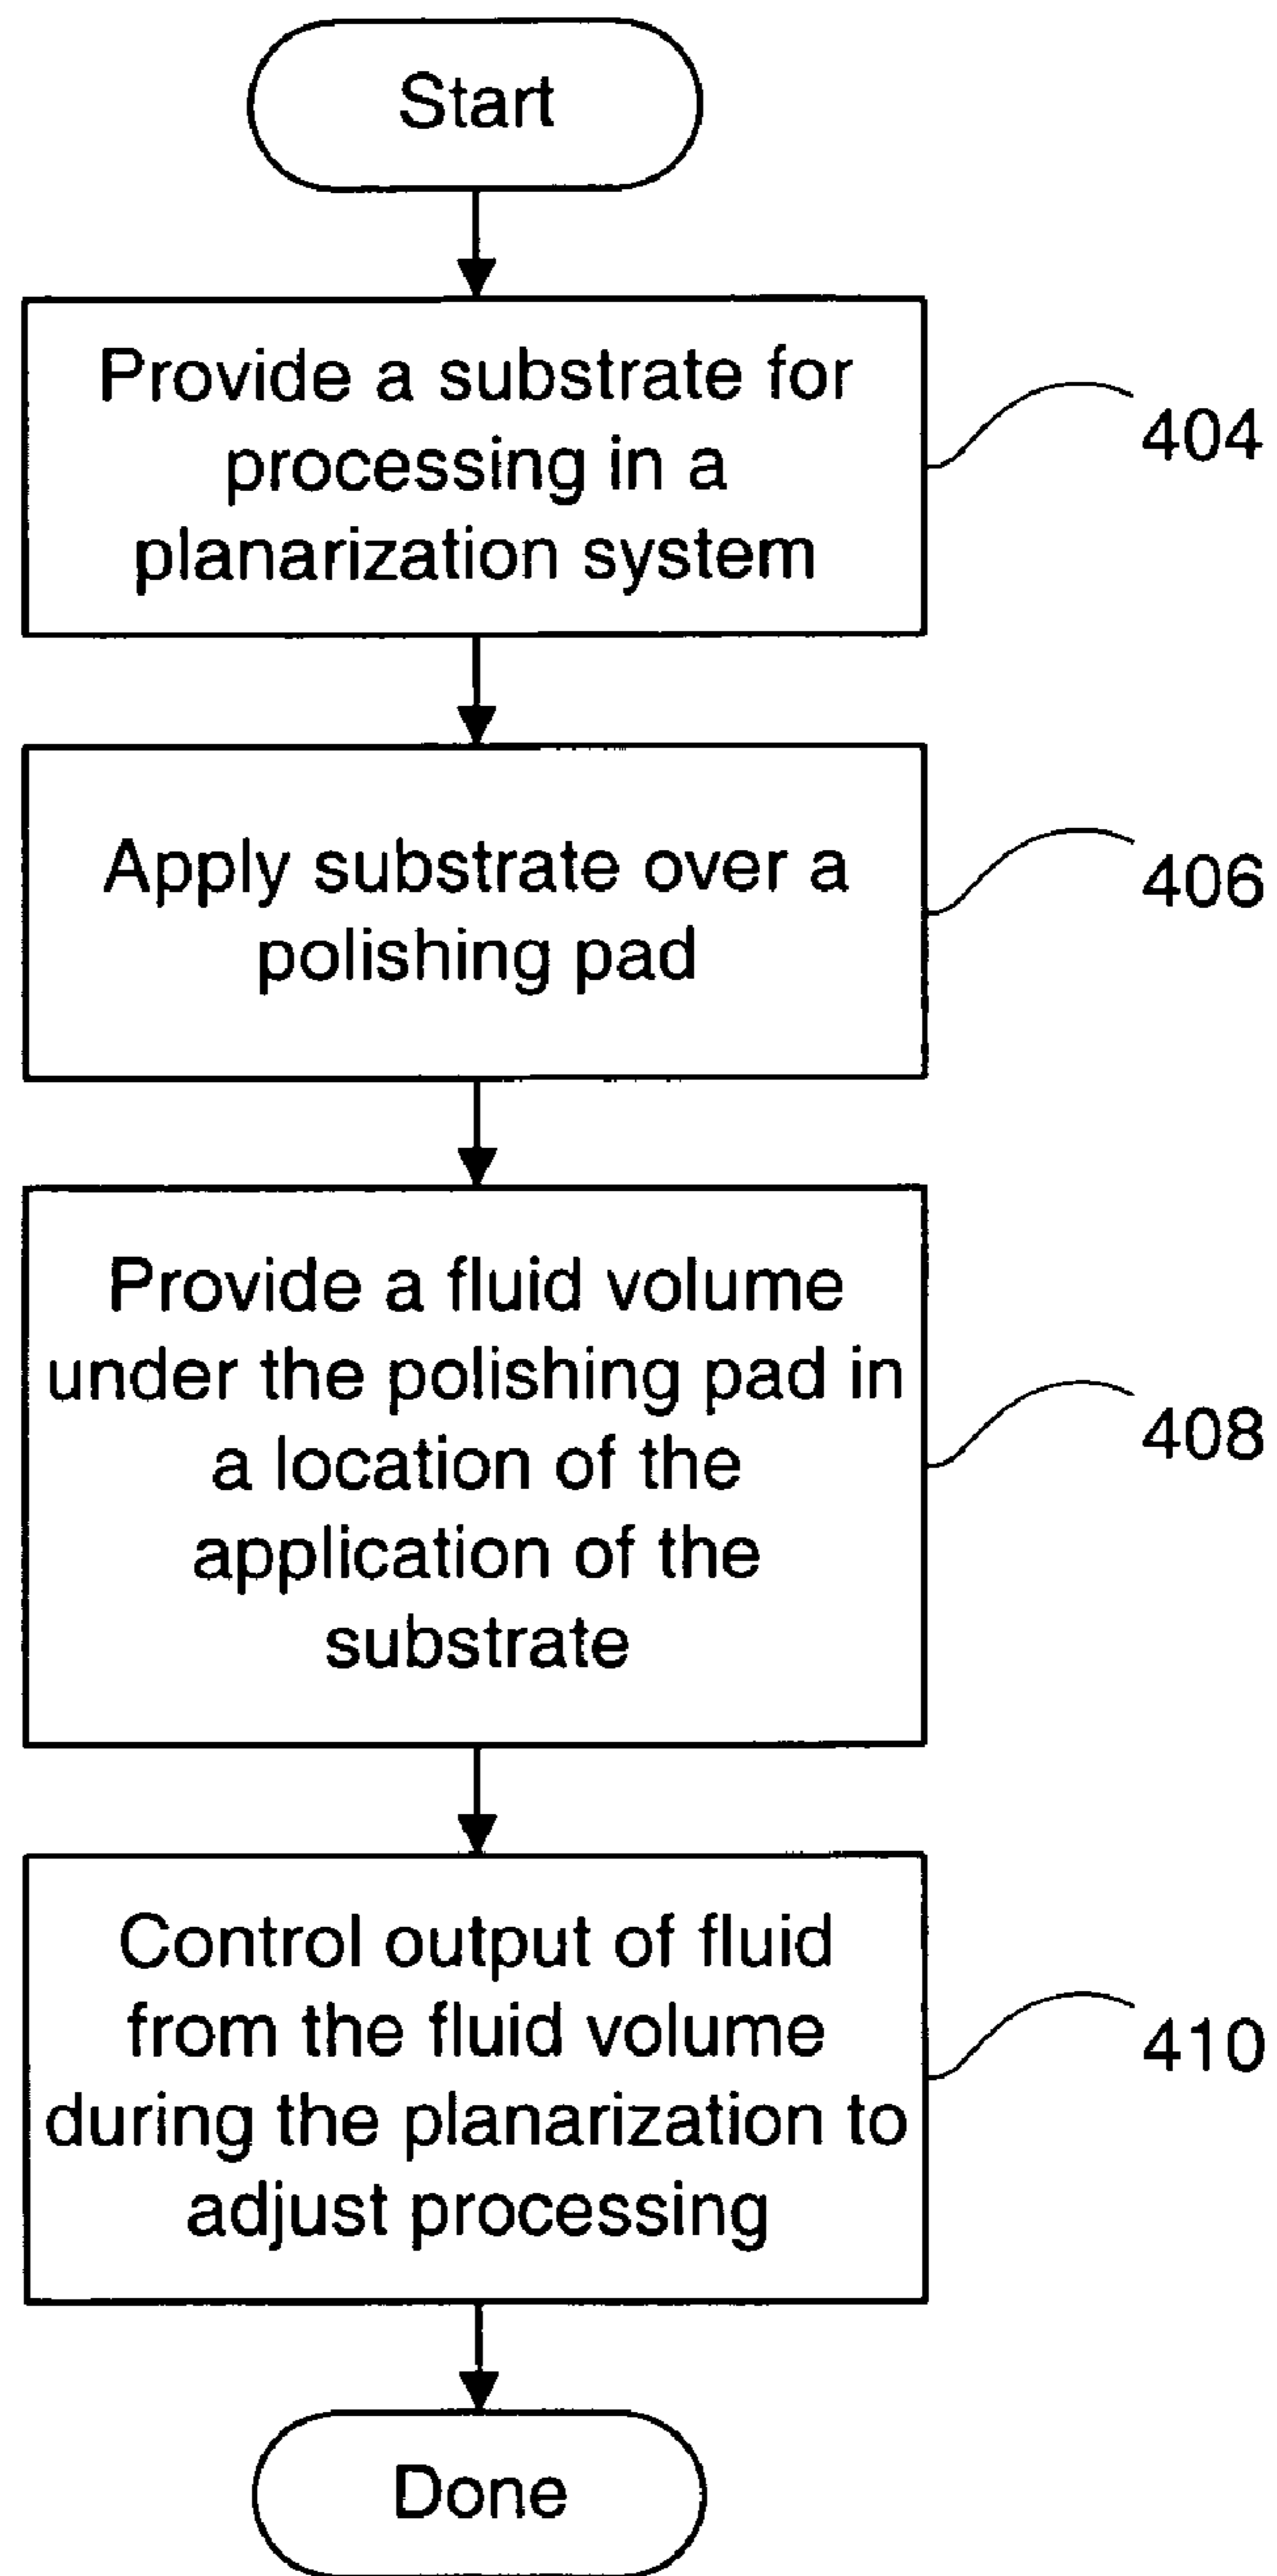 Start
Provide a substrate for
processing in a
planarization system
404
Apply substrate over a
polishing pad
406
Provide a fluid volume
under the polishing pad in
a location of the
application of the
substrate
408
Control output of fluid
from the fluid volume
during the planarization to
adjust processing
410
Done